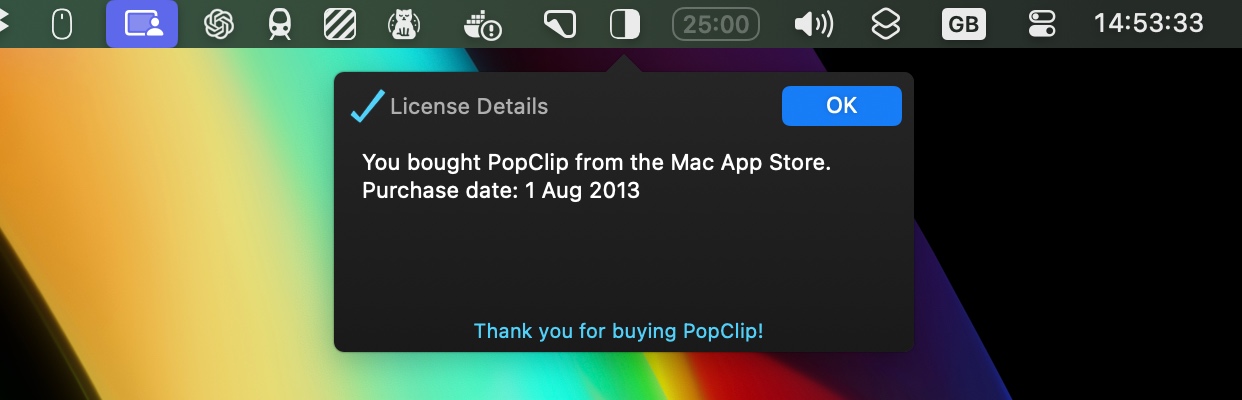 25:00
GB
14:53:33
License Details
OK
You bought PopClip from the Mac App Store.
Purchase date: 1 Aug 2013
Thank you for buying PopClip!